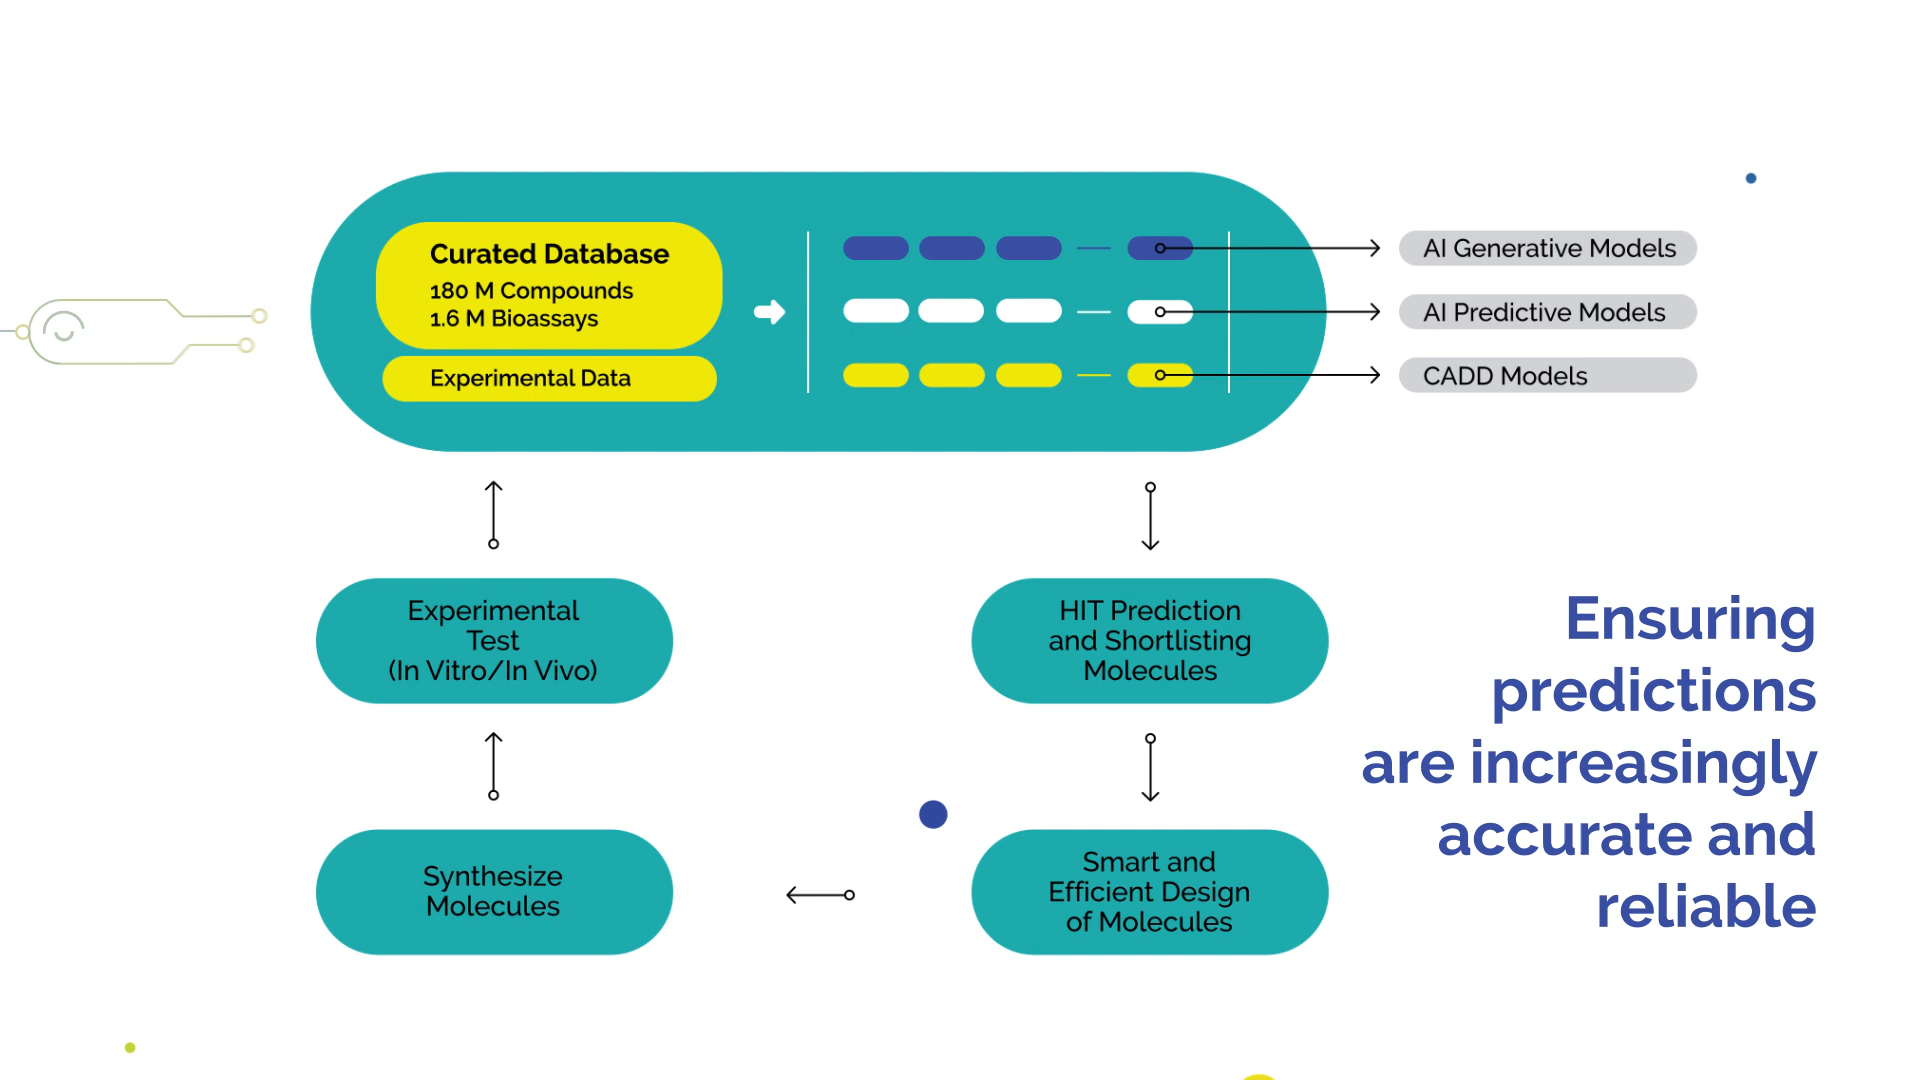 Curated Database
180 M Compounds
1.6 M Bioassays
Experimental Data
AI Generative Models
AI Predictive Models
CADD Models
Experimental
Test
(In Vitro/In Vivo)
HIT Prediction
and Shortlisting
Molecules
Synthesize
Molecules
Smart and
Efficient Design
of Molecules
Ensuring
predictions
are increasingly
accurate and
reliable